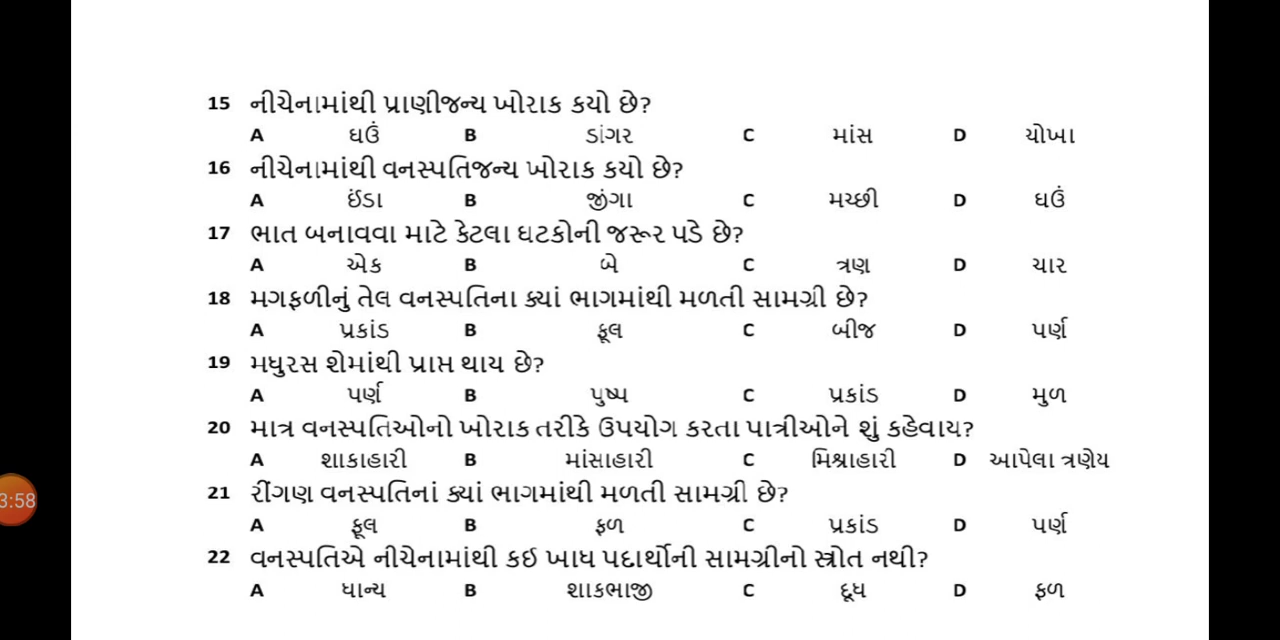 15 નીચેનામાંથી પ્રાણીજન્ય ખોરાક કયો છે?
A ઘઉં B ડાંગર C માંસ D ચોખા
16 નીચેનામાંથી વનસ્પતિજન્ય ખોરાક કયો છે?
A ઈંડા B જીંગા C મચ્છી D ઘઉં
17 ભાત બનાવવા માટે કેટલા ઘટકોની જરૂર પડે છે?
A એક B બે C ત્રણ D ચાર
18 મગફળીનું તેલ વનસ્પતિના ક્યાં ભાગમાંથી મળતી સામગ્રી છે?
A પ્રકાંડ B ફૂલ C બીજ D પર્ણ
19 મધુરસ શેમાંથી પ્રાપ્ત થાય છે?
A પર્ણ B પુષ્પ C પ્રકાંડ D મુળ
20 માત્ર વનસ્પતિઓનો ખોરાક તરીકે ઉપયોગ કરતા પાત્રીઓને શું કહેવાય?
A શાકાહારી B માંસાહારી C મિશ્રાહારી D આપેલા ત્રણેય
21 રીંગણ વનસ્પતિનાં ક્યાં ભાગમાંથી મળતી સામગ્રી છે?
A ફૂલ B ફળ C પ્રકાંડ D પર્ણ
3:58
22 વનસ્પતિએ નીચેનામાંથી કઈ ખાધ પદાર્થોની સામગ્રીનો સ્ત્રોત નથી?
A ધાન્ય B શાકભાજી C દૂધ D ફળ